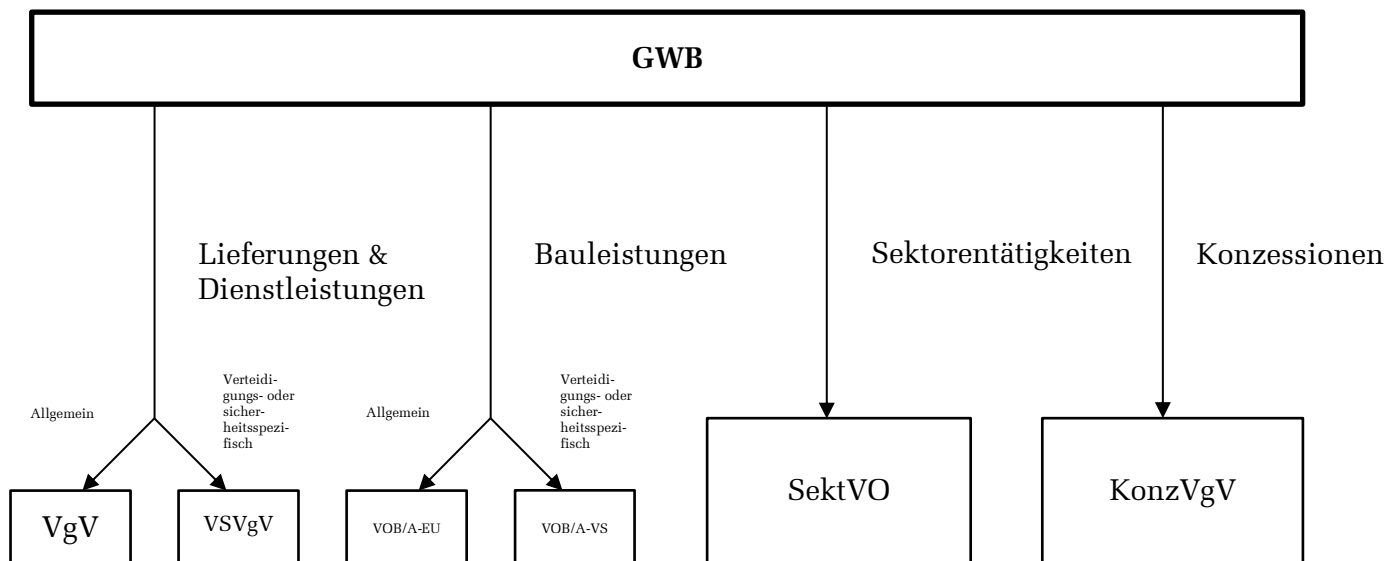 GWB
Lieferungen &
Dienstleistungen
Bauleistungen
Sektorentätigkeiten
Konzessionen
Allgemein
Verteidi-
gungs- oder
sicher-
heitsspezi-
fisch
Allgemein
Verteidi-
gungs- oder
sicher-
heitsspezi-
fisch
VgV
VSVgV
VOB/A-EU
VOB/A-VS
SektVO
KonzVgV